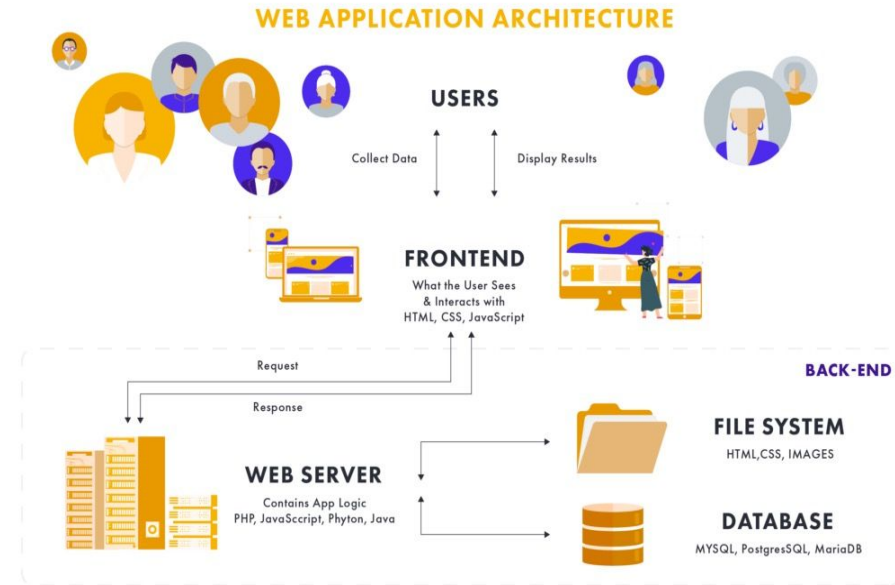 WEB APPLICATION ARCHITECTURE
USERS
Collect Data
Display Results
FRONTEND
What the User Sees
& Interacts with
HTML, CSS, JavaScript
Request
BACK-END
Response
FILE SYSTEM
HTML,CSS, IMAGES
WEB SERVER
Contains App Logic
PHP, JavaSccript, Phyton, Java
DATABASE
MYSQL, PostgresSQL, MariaDB